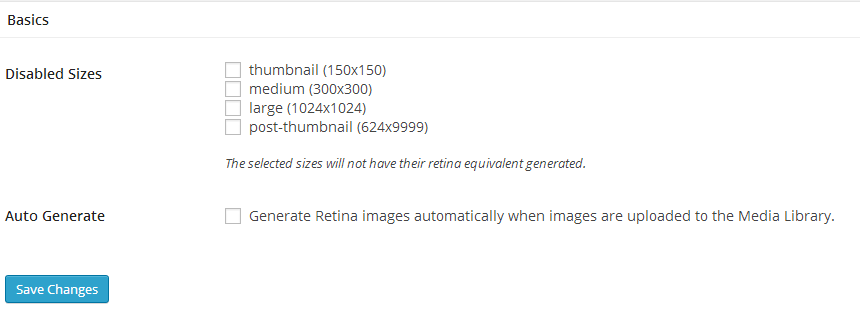 Basics
Disabled Sizes
thumbnail (150x150)
medium (300x300)
large (1024x1024)
post-thumbnail (624x9999)
The selected sizes will not have their retina equivalent generated.
Auto Generate
Generate Retina images automatically when images are uploaded to the Media Library.
Save Changes